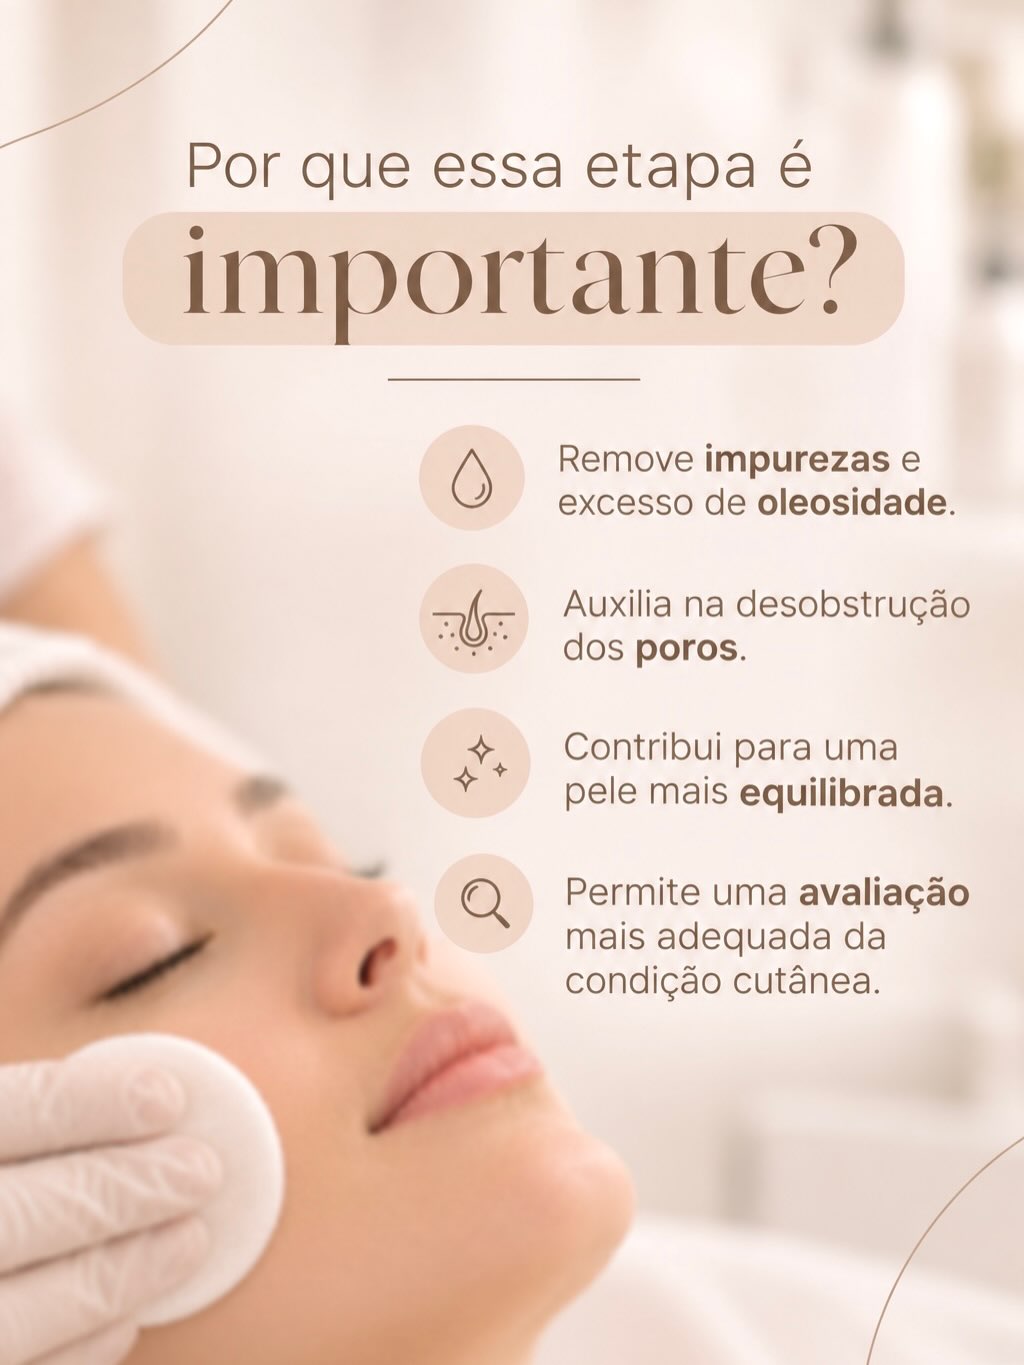 Por que essa etapa é
importante?
Remove impurezas e
excesso de oleosidade.
Auxilia na desobstrução
dos poros.
Contribui para uma
pele mais equilibrada.
Permite uma avaliação
mais adequada da
condição cutânea.